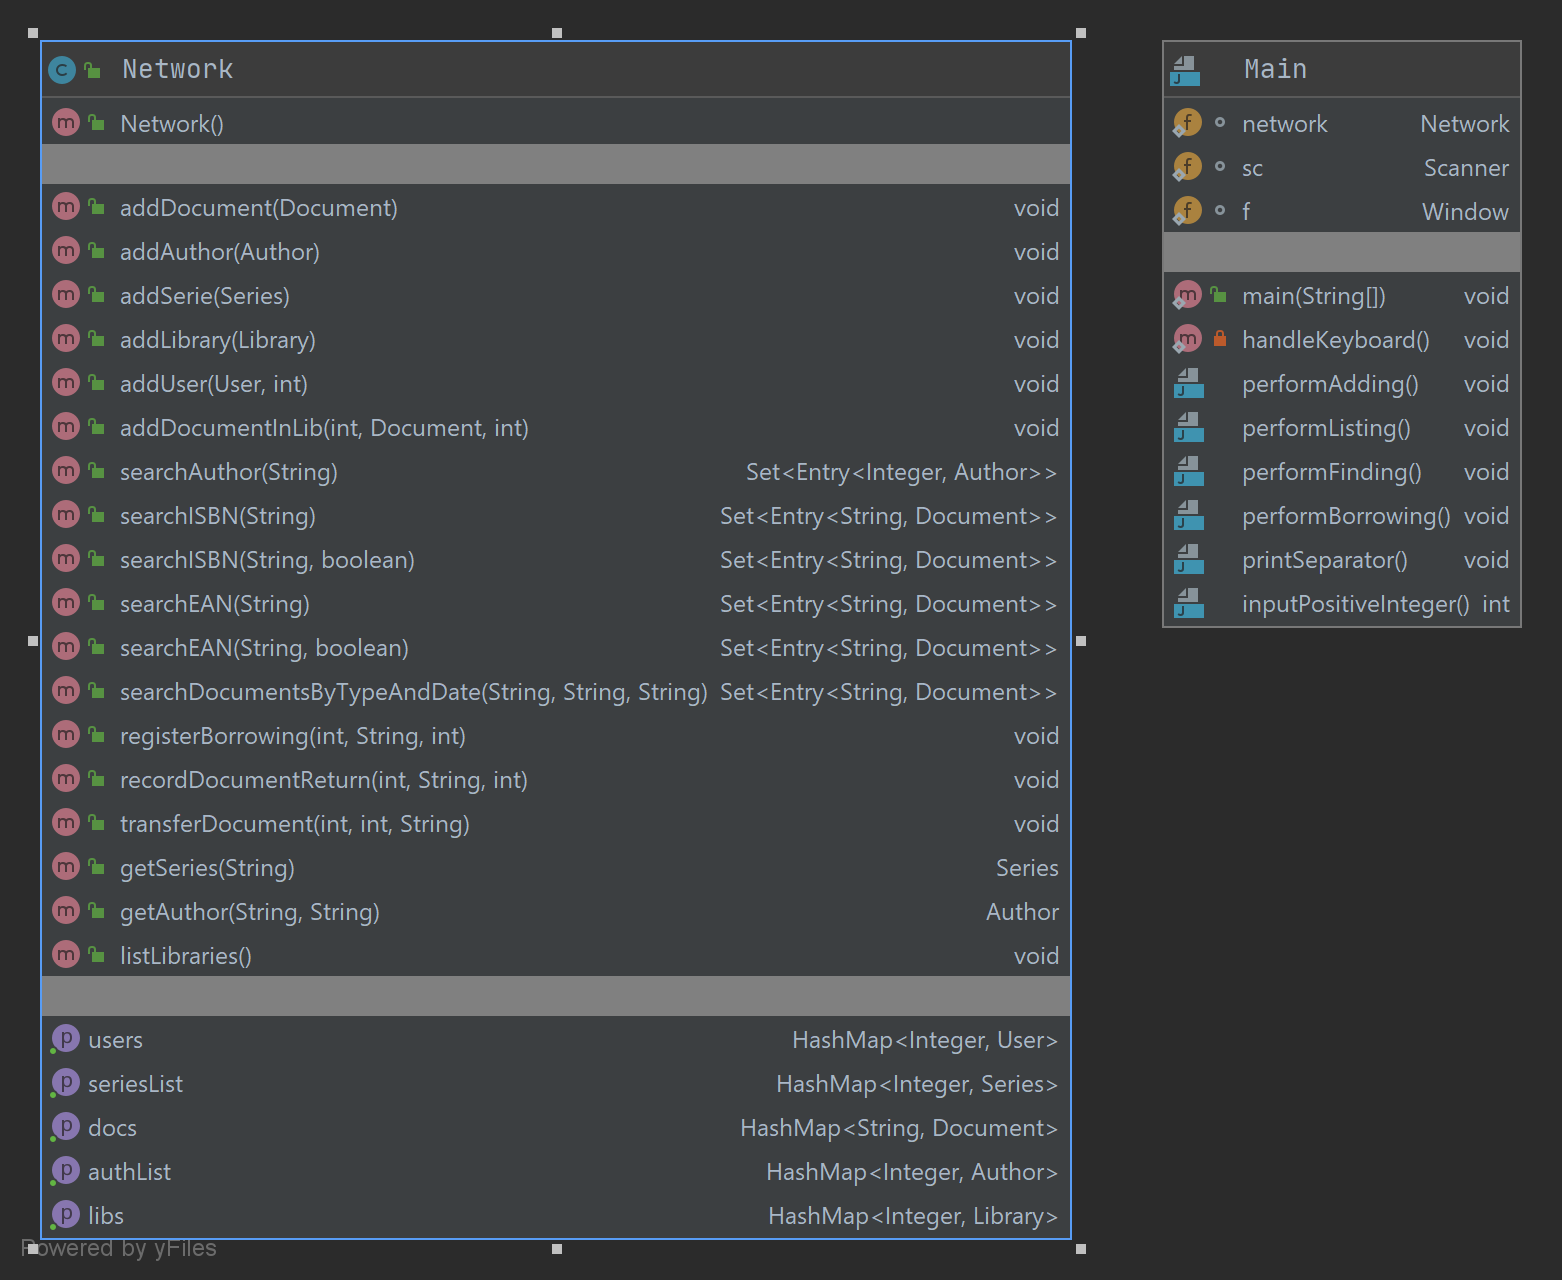 Network
Network()
addDocument(Document) void
addAuthor(Author) void
addSerie(Series) void
addLibrary(Library) void
addUser(User, int) void
addDocumentInLib(int, Document, int) void
searchAuthor(String) Set<Entry<Integer, Author>>
searchISBN(String) Set<Entry<String, Document>>
searchISBN(String, boolean) Set<Entry<String, Document>>
searchEAN(String) Set<Entry<String, Document>>
searchEAN(String, boolean) Set<Entry<String, Document>>
searchDocumentsByTypeAndDate(String, String, String) Set<Entry<String, Document>>
registerBorrowing(int, String, int) void
recordDocumentReturn(int, String, int) void
transferDocument(int, int, String) void
getSeries(String) Series
getAuthor(String, String) Author
listLibraries() void
users HashMap<Integer, User>
seriesList HashMap<Integer, Series>
docs HashMap<String, Document>
authList HashMap<Integer, Author>
libs HashMap<Integer, Library>
Powered by yFiles
Main
network Network
sc Scanner
f Window
main(String[]) void
handleKeyboard() void
performAdding() void
performListing() void
performFinding() void
performBorrowing() void
printSeparator() void
inputPositiveInteger() int